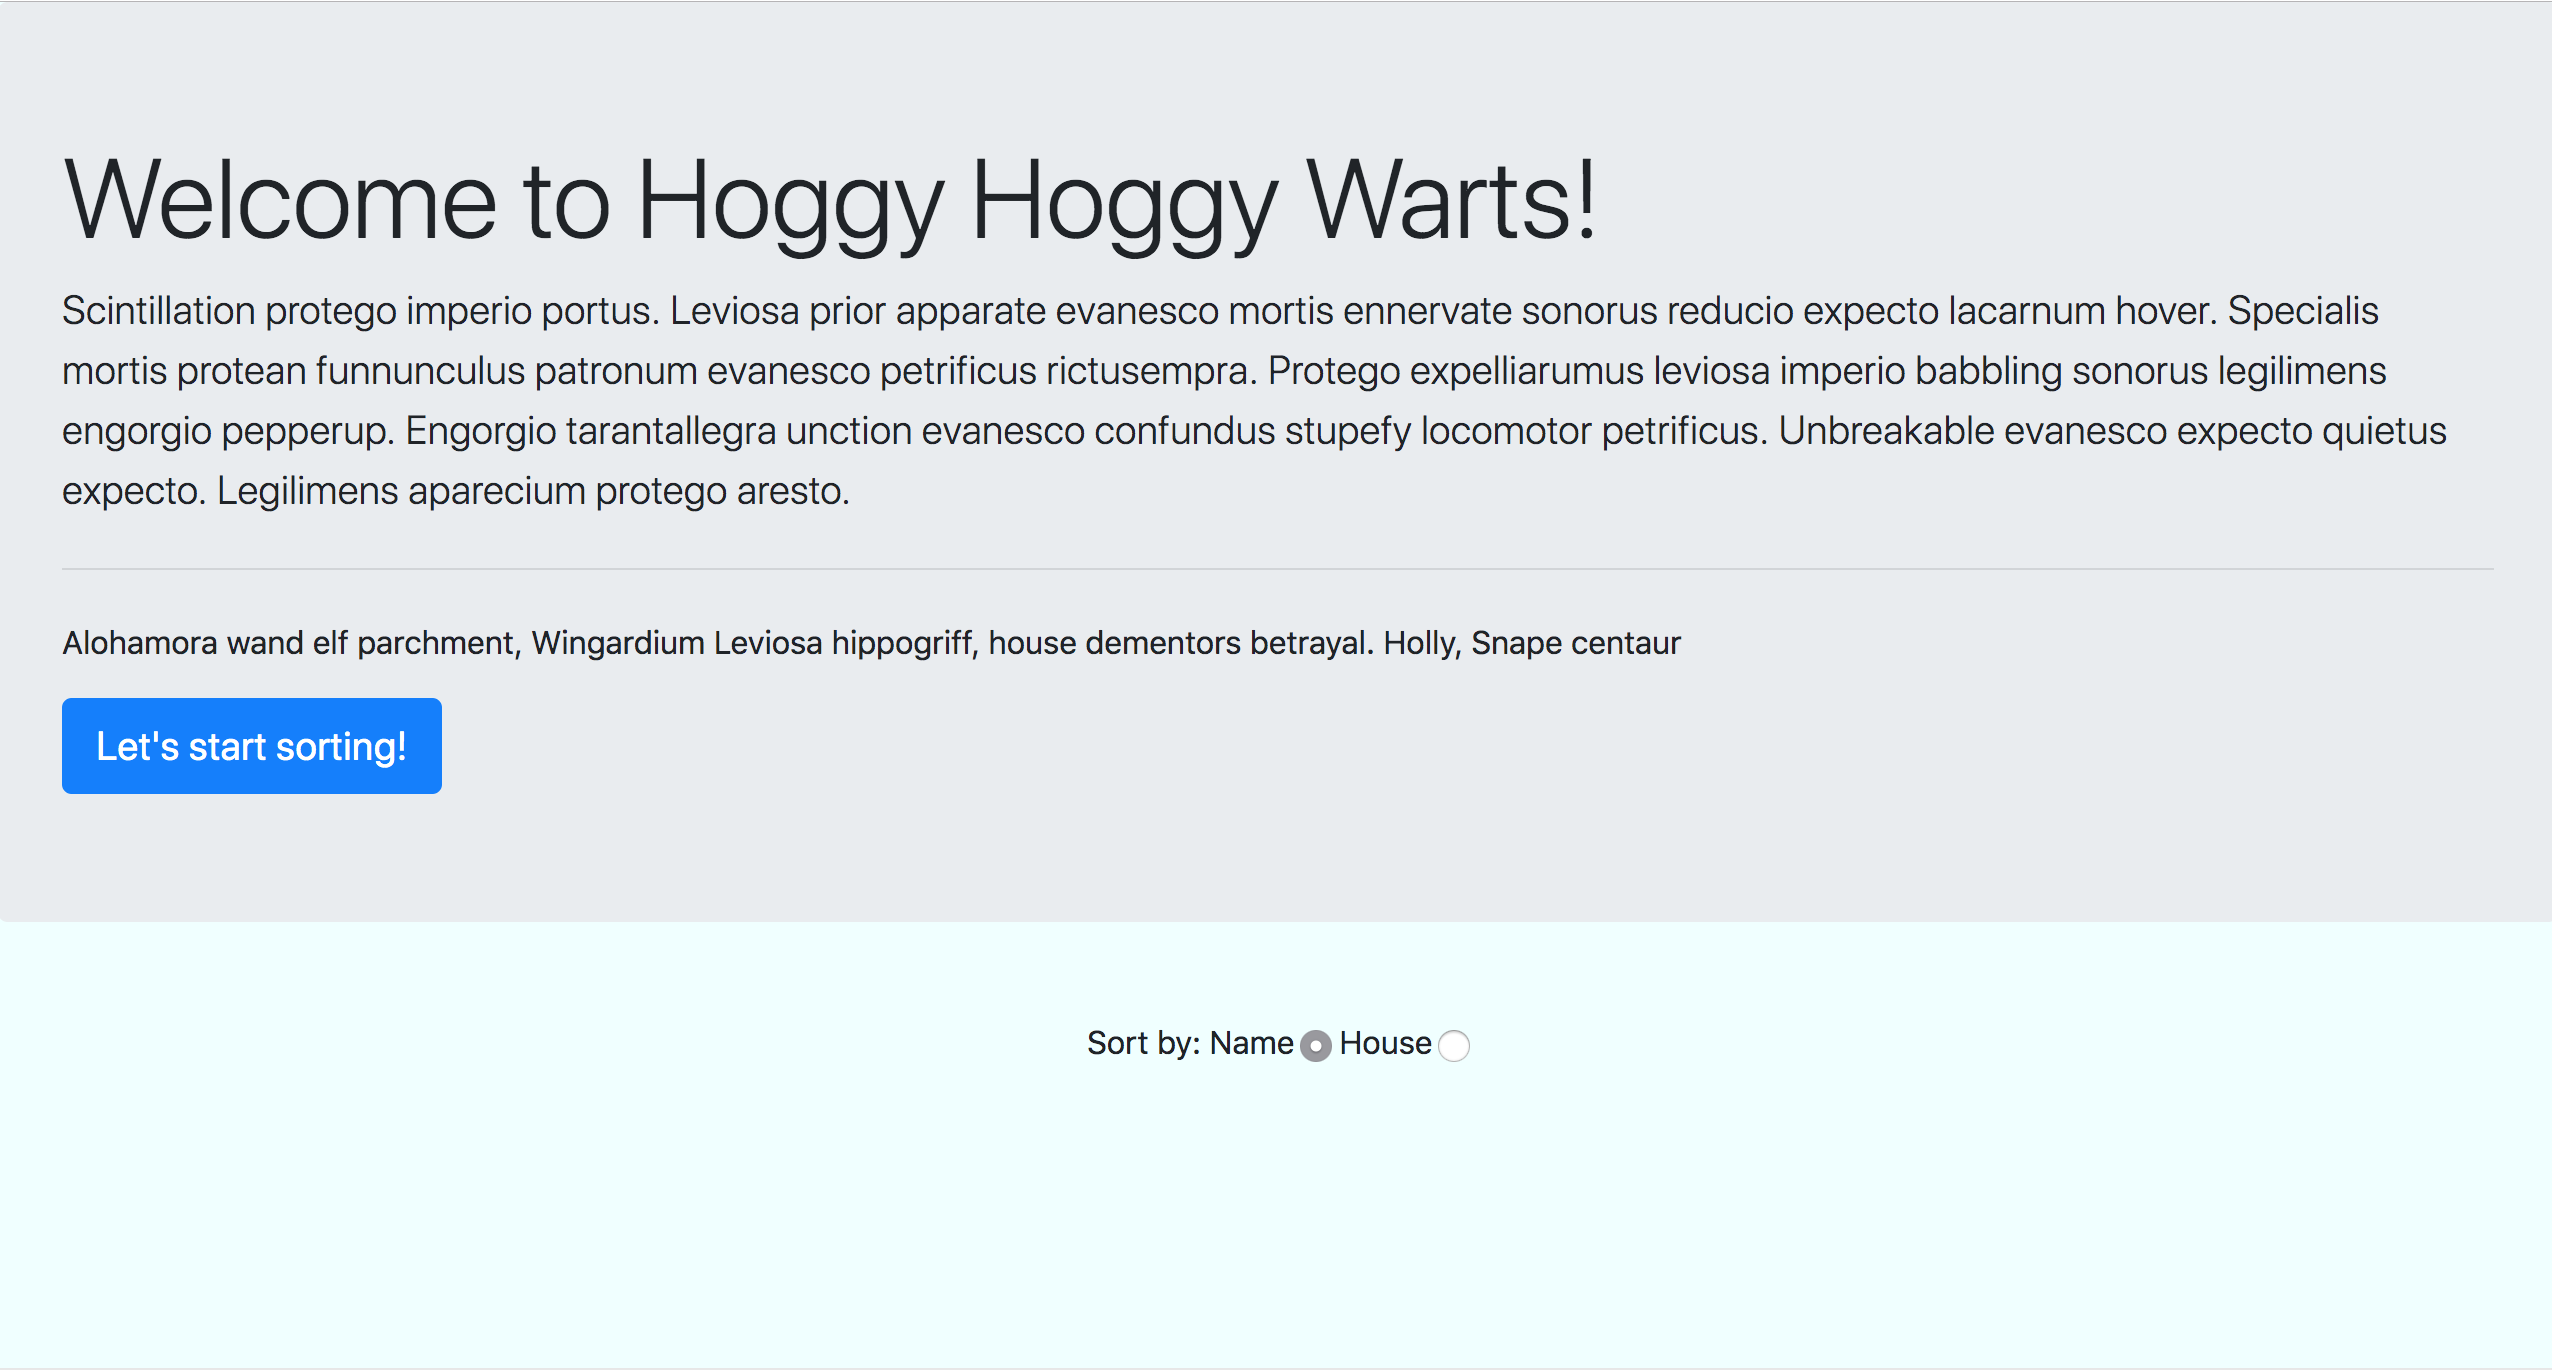 Welcome to Hoggy Hoggy Warts!
Scintillation protego imperio portus. Leviosa prior apparate evanesco mortis ennervate sonorus reducio expecto lacarnum hover. Specialis
mortis protean funnunculus patronum evanesco petrificus rictusempra. Protego expelliarumus leviosa imperio babbling sonorus legilimens
engorgio pepperup. Engorgio tarantallegra unction evanesco confundus stupefy locomotor petrificus. Unbreakable evanesco expecto quietus
expecto. Legilimens aparecium protego aresto.
Alohamora wand elf parchment, Wingardium Leviosa hippogriff, house dementors betrayal. Holly, Snape centaur
Let's start sorting!
Sort by: Name House